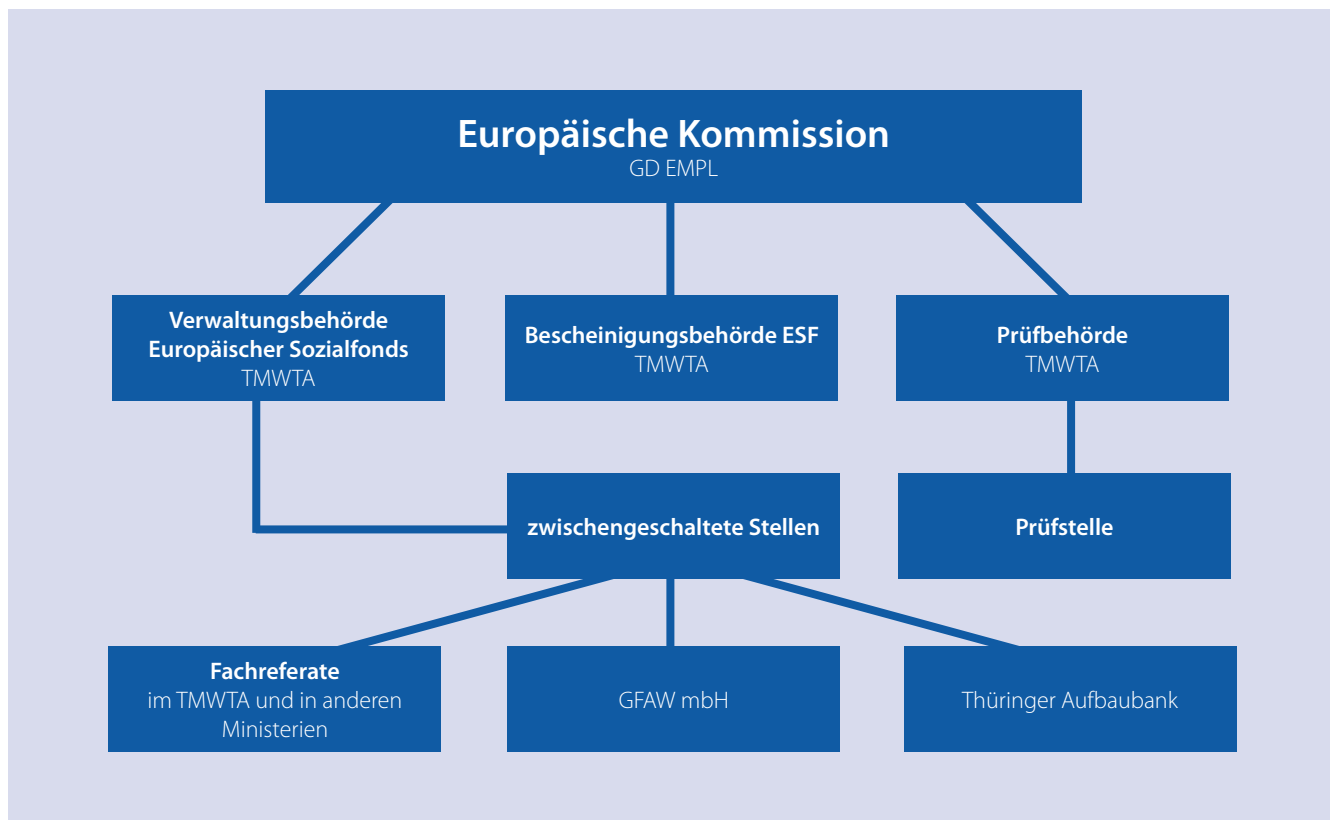 Europäische Kommission
GD EMPL
Verwaltungsbehörde
Europäischer Sozialfonds
TMWTA
Bescheinigungsbehörde ESF
TMWTA
Prüfbehörde
TMWTA
zwischengeschaltete Stellen
Prüfstelle
Fachreferate
im TMWTA und in anderen
Ministerien
GFAW mbH
Thüringer Aufbaubank